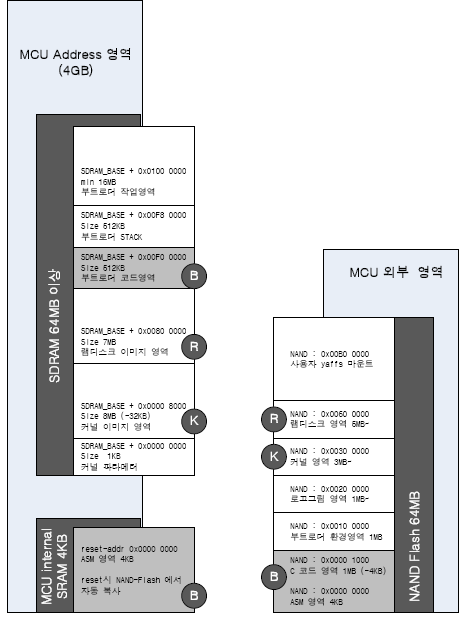 MCU Address 영역
(4GB)
SDRAM 64MB 이상
SDRAM_BASE + 0x0100 0000
min 16MB
부트로더 작업영역
SDRAM_BASE + 0x00F8 0000
Size 512KB
부트로더 STACK
SDRAM_BASE + 0x00F0 0000
Size 512KB
부트로더 코드영역
B
SDRAM_BASE + 0x0080 0000
Size 7MB
램디스크 이미지 영역
R
SDRAM_BASE + 0x0000 8000
Size 8MB (-32KB)
커널 이미지 영역
K
SDRAM_BASE + 0x0000 0000
Size 1KB
커널 파라메터
MCU internal
SRAM 4KB
reset-addr 0x0000 0000
ASM 영역 4KB
reset시 NAND-Flash 에서
자동 복사
B
MCU 외부 영역
NAND Flash 64MB
NAND : 0x00B0 0000
사용자 yaffs 마운트
R
NAND : 0x0060 0000
램디스크 영역 5MB~
K
NAND : 0x0030 0000
커널 영역 3MB~
NAND : 0x0020 0000
로고그림 영역 1MB~
NAND : 0x0010 0000
부트로더 환경영역 1MB
B
NAND : 0x0000 1000
C 코드 영역 1MB (-4KB)
NAND : 0x0000 0000
ASM 영역 4KB